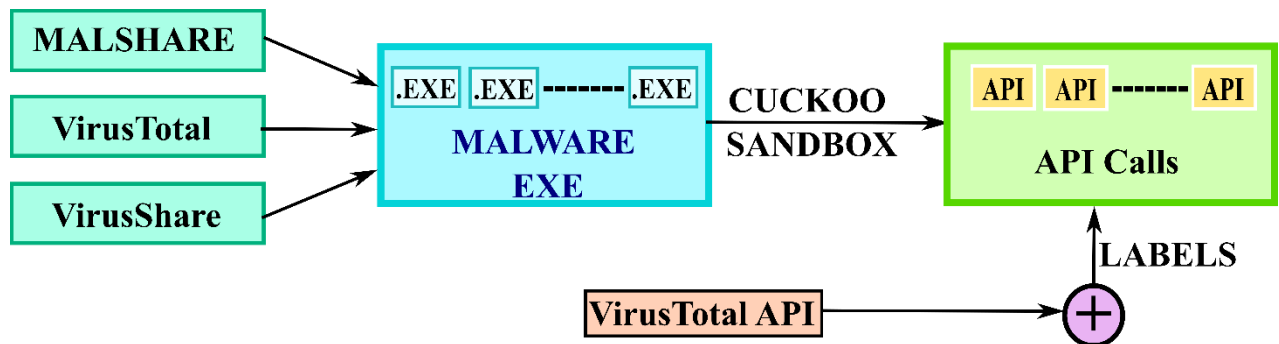 MALSHARE
VirusTotal
VirusShare
.EXE .EXE ------- .EXE
MALWARE
EXE
CUCKOO
SANDBOX
API API ------- API
API Calls
LABELS
VirusTotal API
+